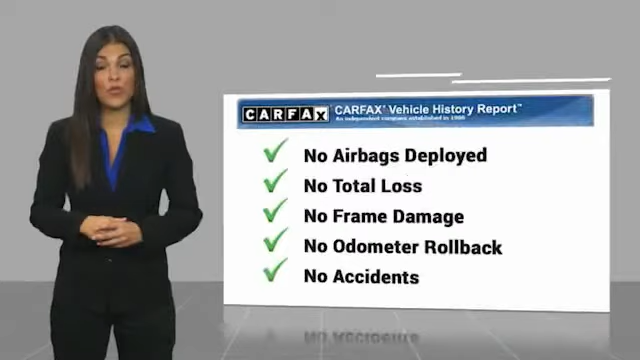 CARFAX CARFAX® Vehicle History Report™
An independent company established in 1986
No Airbags Deployed
No Total Loss
No Frame Damage
No Odometer Rollback
No Accidents